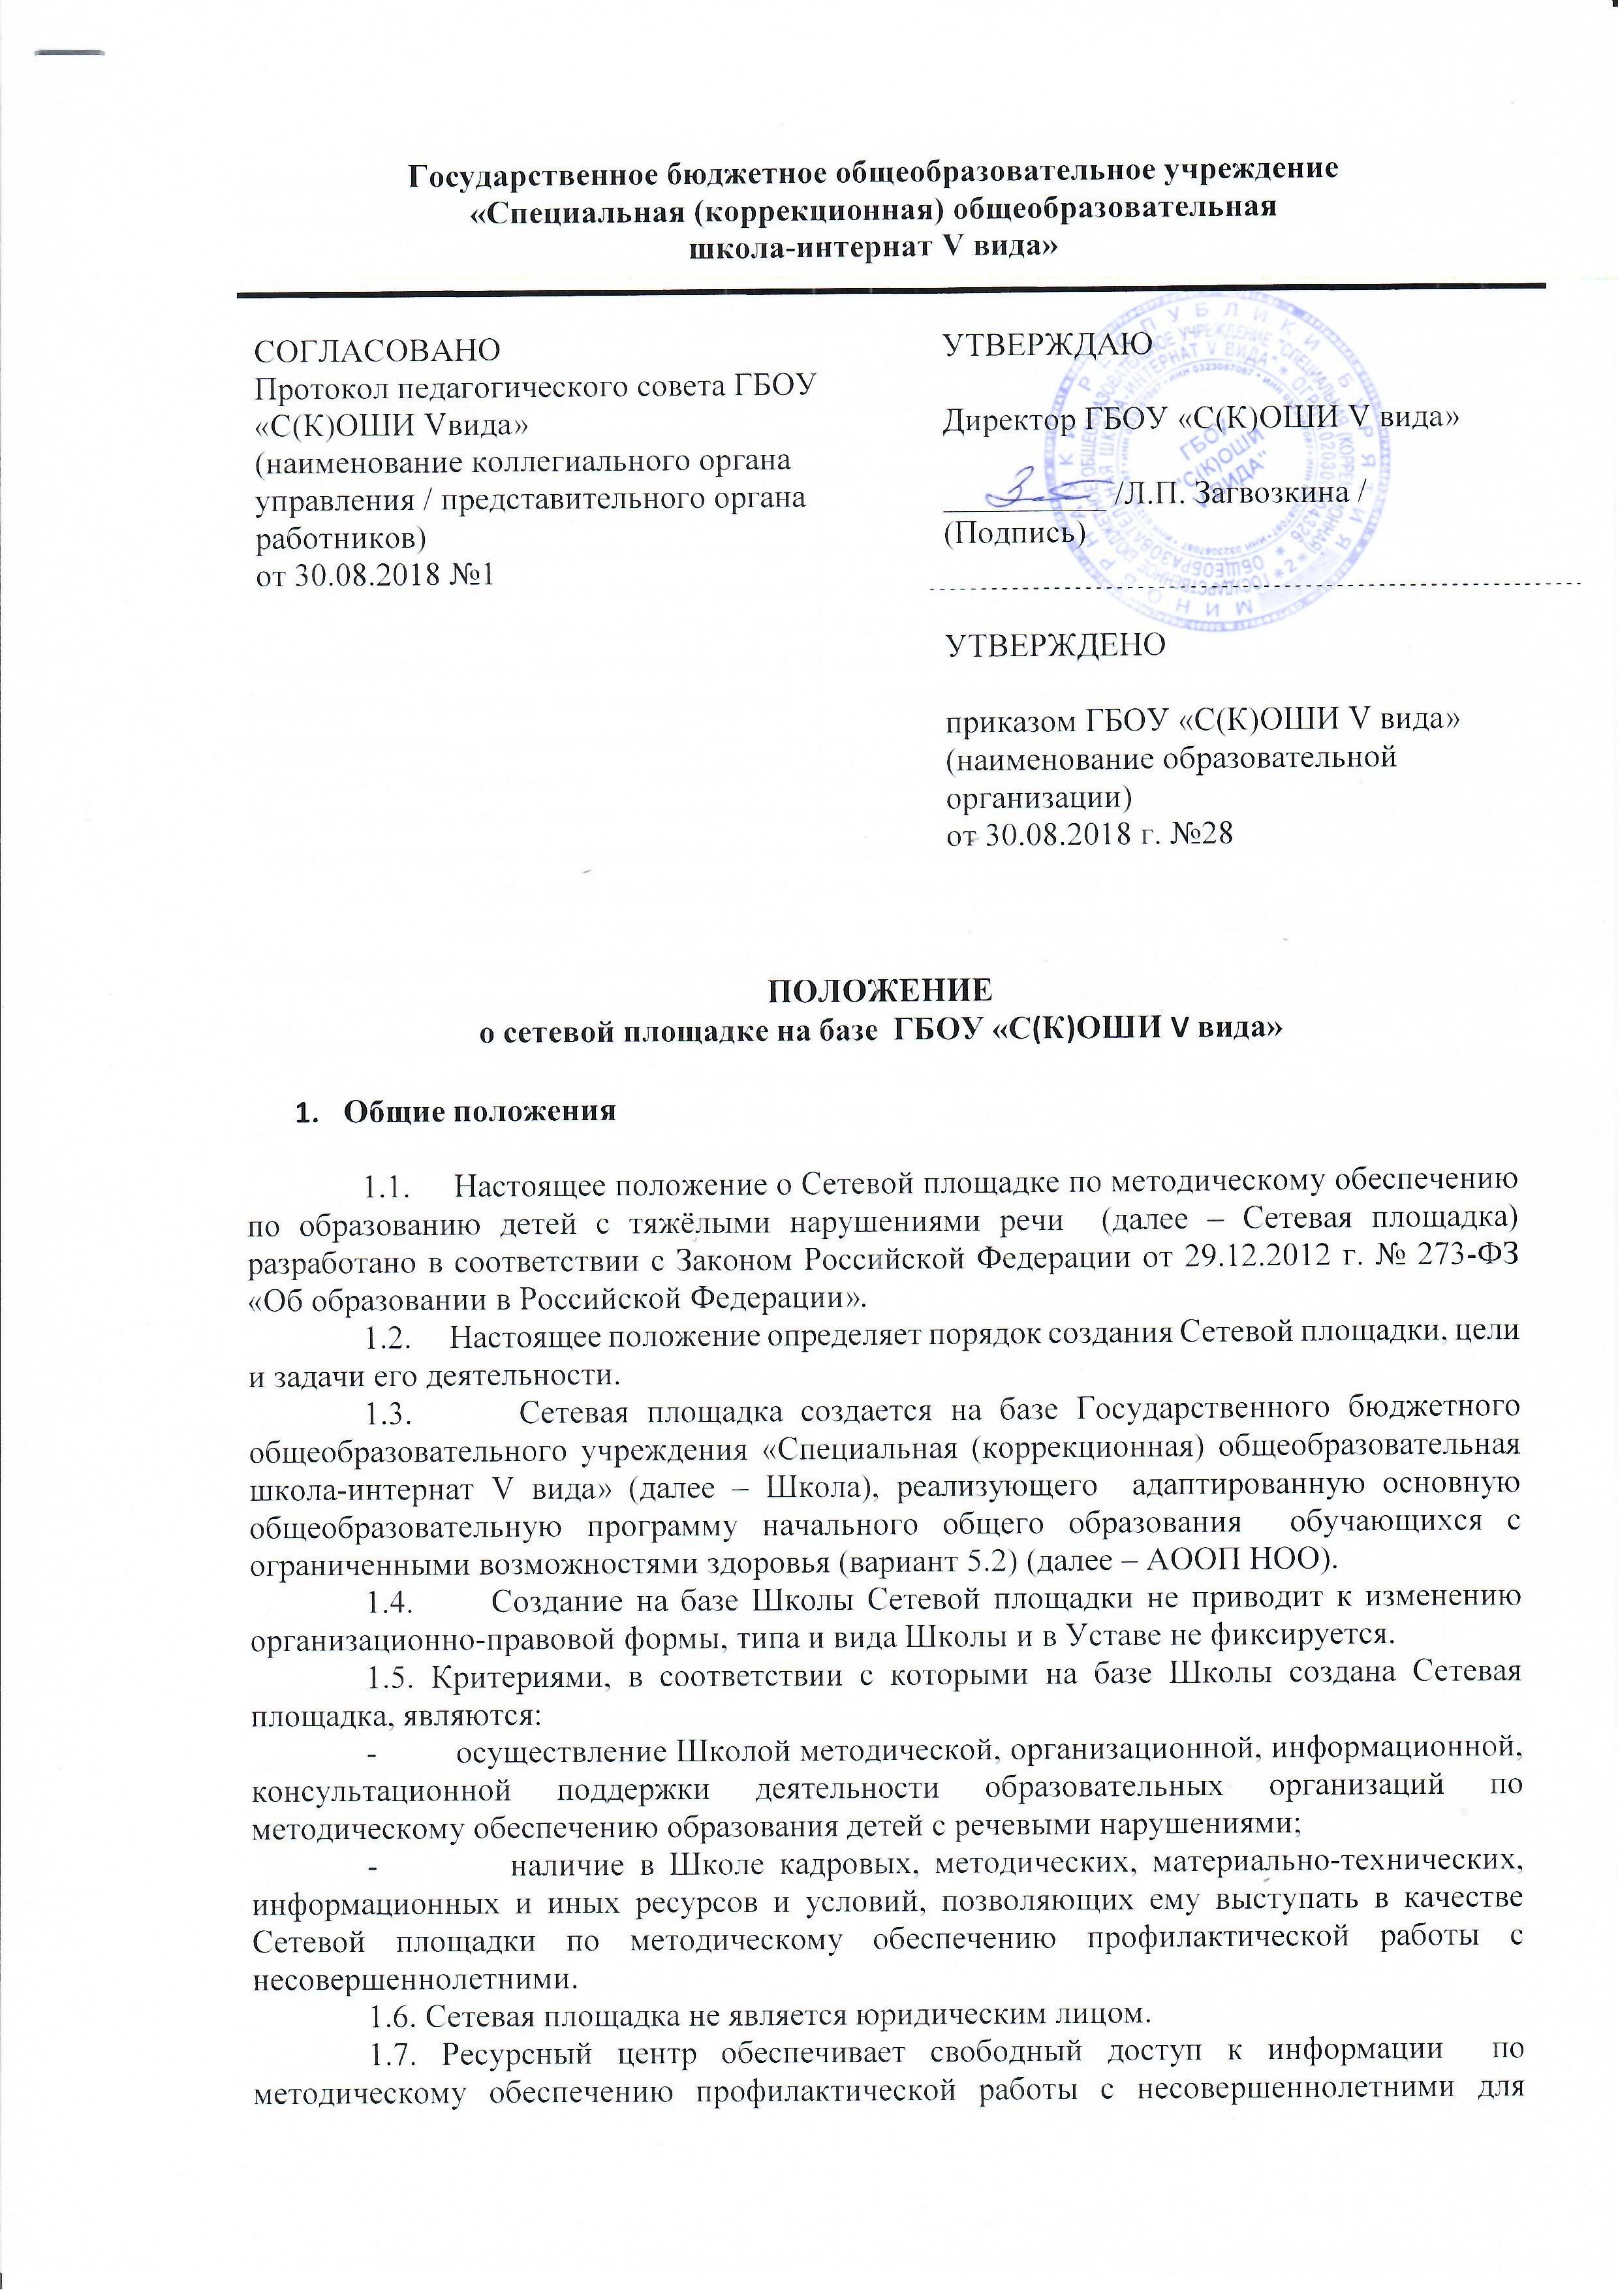 Государственное бюджетное общеобразовательное учреждение
«Специальная (коррекционная) общеобразовательная
школа-интернат V вида»
СОГЛАСОВАНО
Протокол педагогического совета ГБОУ
«С(К)ОШИ Vвида»
(наименование коллегиального органа
управления / представительного органа
работников)
от 30.08.2018 №1
УТВЕРЖДАЮ
Директор ГБОУ «С(К)ОШИ V вида»
/Л.П. Загвозкина /
(Подпись)
ГБОУ
"С(К)ОШИ
V ВИДА"
УТВЕРЖДЕНО
приказом ГБОУ «С(К)ОШИ V вида»
(наименование образовательной
организации)
от 30.08.2018 г. №28
ПОЛОЖЕНИЕ
о сетевой площадке на базе ГБОУ «С(К)ОШИ V вида»
1. Общие положения
1.1. Настоящее положение о Сетевой площадке по методическому обеспечению
по образованию детей с тяжёлыми нарушениями речи (далее – Сетевая площадка)
разработано в соответствии с Законом Российской Федерации от 29.12.2012 г. № 273-ФЗ
«Об образовании в Российской Федерации».
1.2. Настоящее положение определяет порядок создания Сетевой площадки, цели
и задачи его деятельности.
1.3. Сетевая площадка создается на базе Государственного бюджетного
общеобразовательного учреждения «Специальная (коррекционная) общеобразовательная
школа-интернат V вида» (далее – Школа), реализующего адаптированную основную
общеобразовательную программу начального общего образования обучающихся с
ограниченными возможностями здоровья (вариант 5.2) (далее – АООП НОО).
1.4. Создание на базе Школы Сетевой площадки не приводит к изменению
организационно-правовой формы, типа и вида Школы и в Уставе не фиксируется.
1.5. Критериями, в соответствии с которыми на базе Школы создана Сетевая
площадка, являются:
- осуществление Школой методической, организационной, информационной,
консультационной поддержки деятельности образовательных организаций по
методическому обеспечению образования детей с речевыми нарушениями;
- наличие в Школе кадровых, методических, материально-технических,
информационных и иных ресурсов и условий, позволяющих ему выступать в качестве
Сетевой площадки по методическому обеспечению профилактической работы с
несовершеннолетними.
1.6. Сетевая площадка не является юридическим лицом.
1.7. Ресурсный центр обеспечивает свободный доступ к информации по
методическому обеспечению профилактической работы с несовершеннолетними для